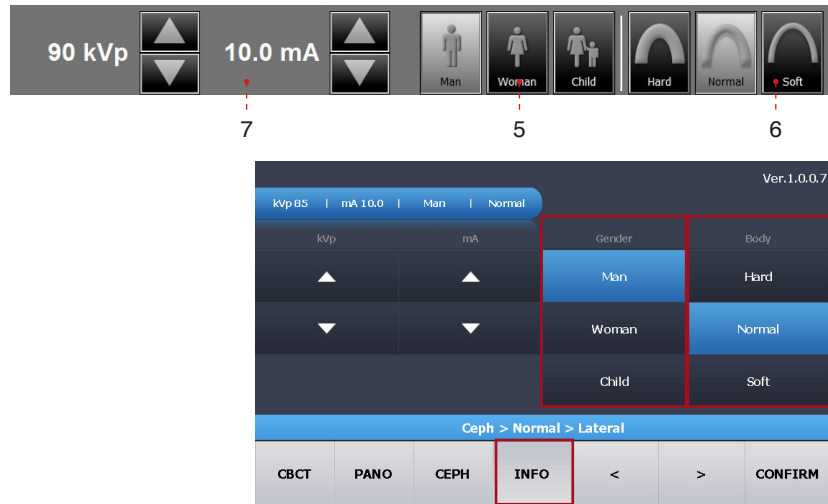 90 kVp 10.0 mA
Man Woman Child Hard Normal Soft
7 5 6
Ver.1.0.0.7
kVp 85 | mA 10.0 | Man | Normal
kVp mA Gender Body
Man Hard
Woman Normal
Child Soft
Ceph > Normal > Lateral
CBCT PANO CEPH INFO < > CONFIRM